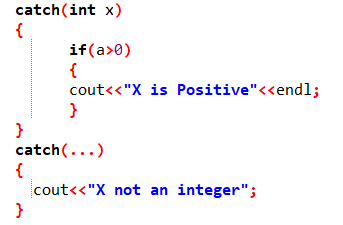 catch(int x)
{
if(a>0)
{
cout<<"X is Positive"<<endl;
}
}
catch(...)
{
cout<<"X not an integer";
}